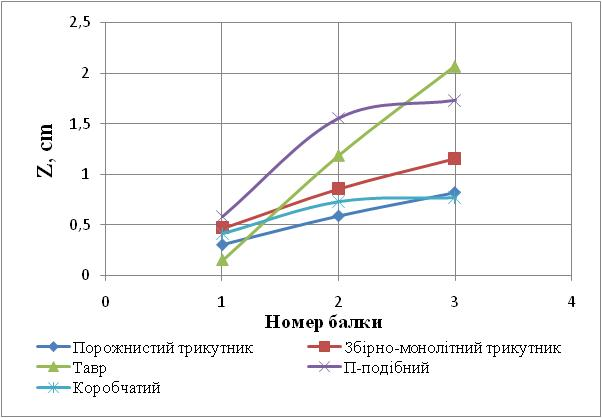 2,5
2
1,5
1
0,5
0
Z, cm
0 1 2 3 4
Номер балки
Порожнистий трикутник Збірно-монолітний трикутник
Тавр П-подібний
Коробчатий